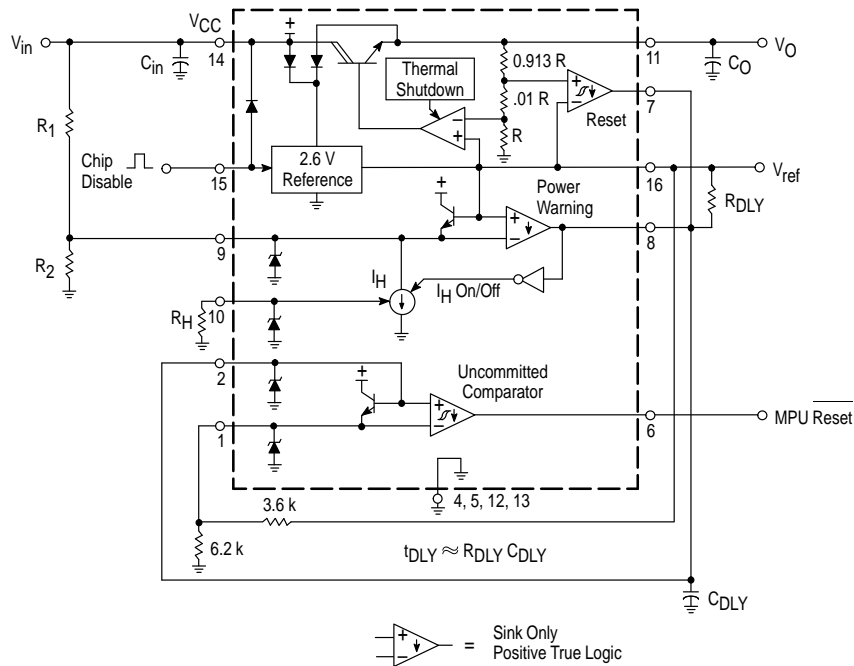 VCC
Vin
Cin
14
11
VO
CO
0.913 R
Thermal
Shutdown
.01 R
R
7
Reset
R1
Chip
Disable
15
2.6 V
Reference
16
Vref
Power
Warning
RDLY
8
9
R2
IH
IH On/Off
RH
10
2
Uncommitted
Comparator
1
6
MPU Reset
4, 5, 12, 13
3.6 k
6.2 k
tDLY ≈ RDLY CDLY
CDLY
= Sink Only
Positive True Logic